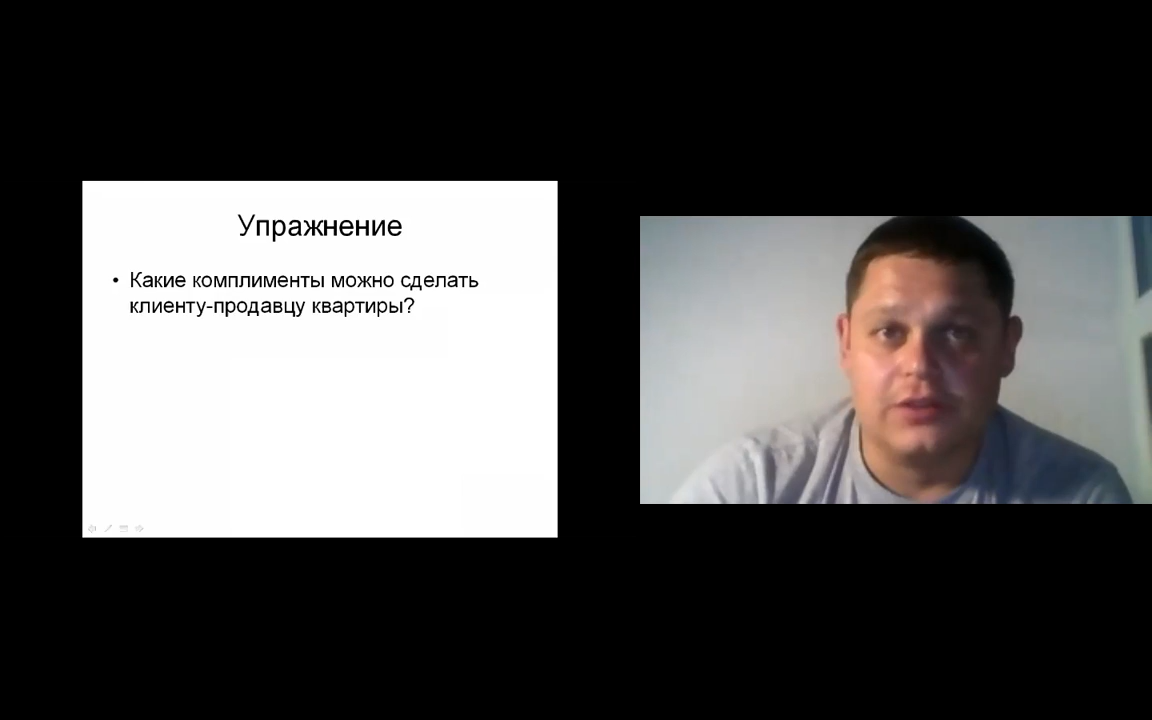 Упражнение
• Какие комплименты можно сделать
клиенту-продавцу квартиры?